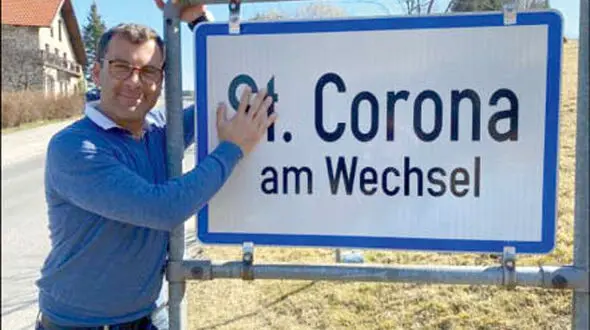 St. Corona
am Wechsel